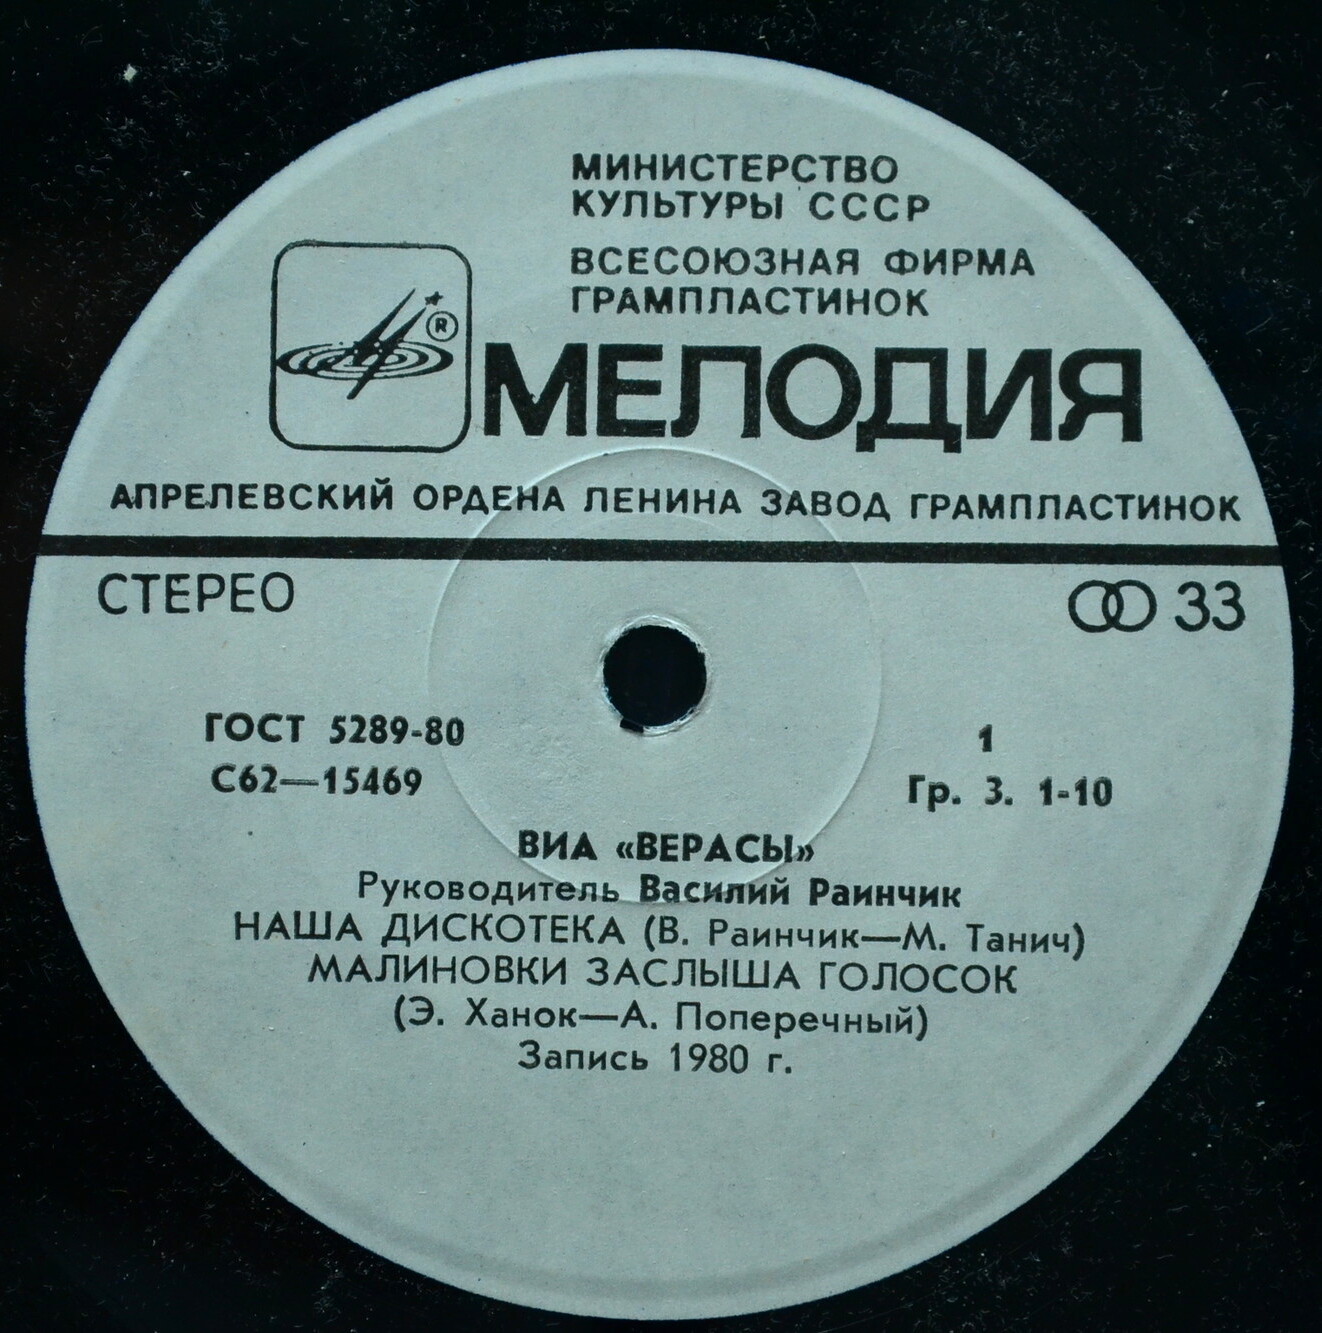 МИНИСТЕРСТВО
КУЛЬТУРЫ СССР
ВСЕСОЮЗНАЯ ФИРМА
ГРАМПЛАСТИНОК
®
МЕЛОДИЯ
АПРЕЛЕВСКИЙ ОРДЕНА ЛЕНИНА ЗАВОД ГРАМПЛАСТИНОК
СТЕРЕО 33
ГОСТ 5289-80 1
С62—15469 Гр. 3. 1-10
ВИА «ВЕРАСЫ»
Руководитель Василий Раинчик
НАША ДИСКОТЕКА (В. Раинчик—М. Танич)
МАЛИНОВКИ ЗАСЛЫША ГОЛОСОК
(Э. Ханок—А. Поперечный)
Запись 1980 г.